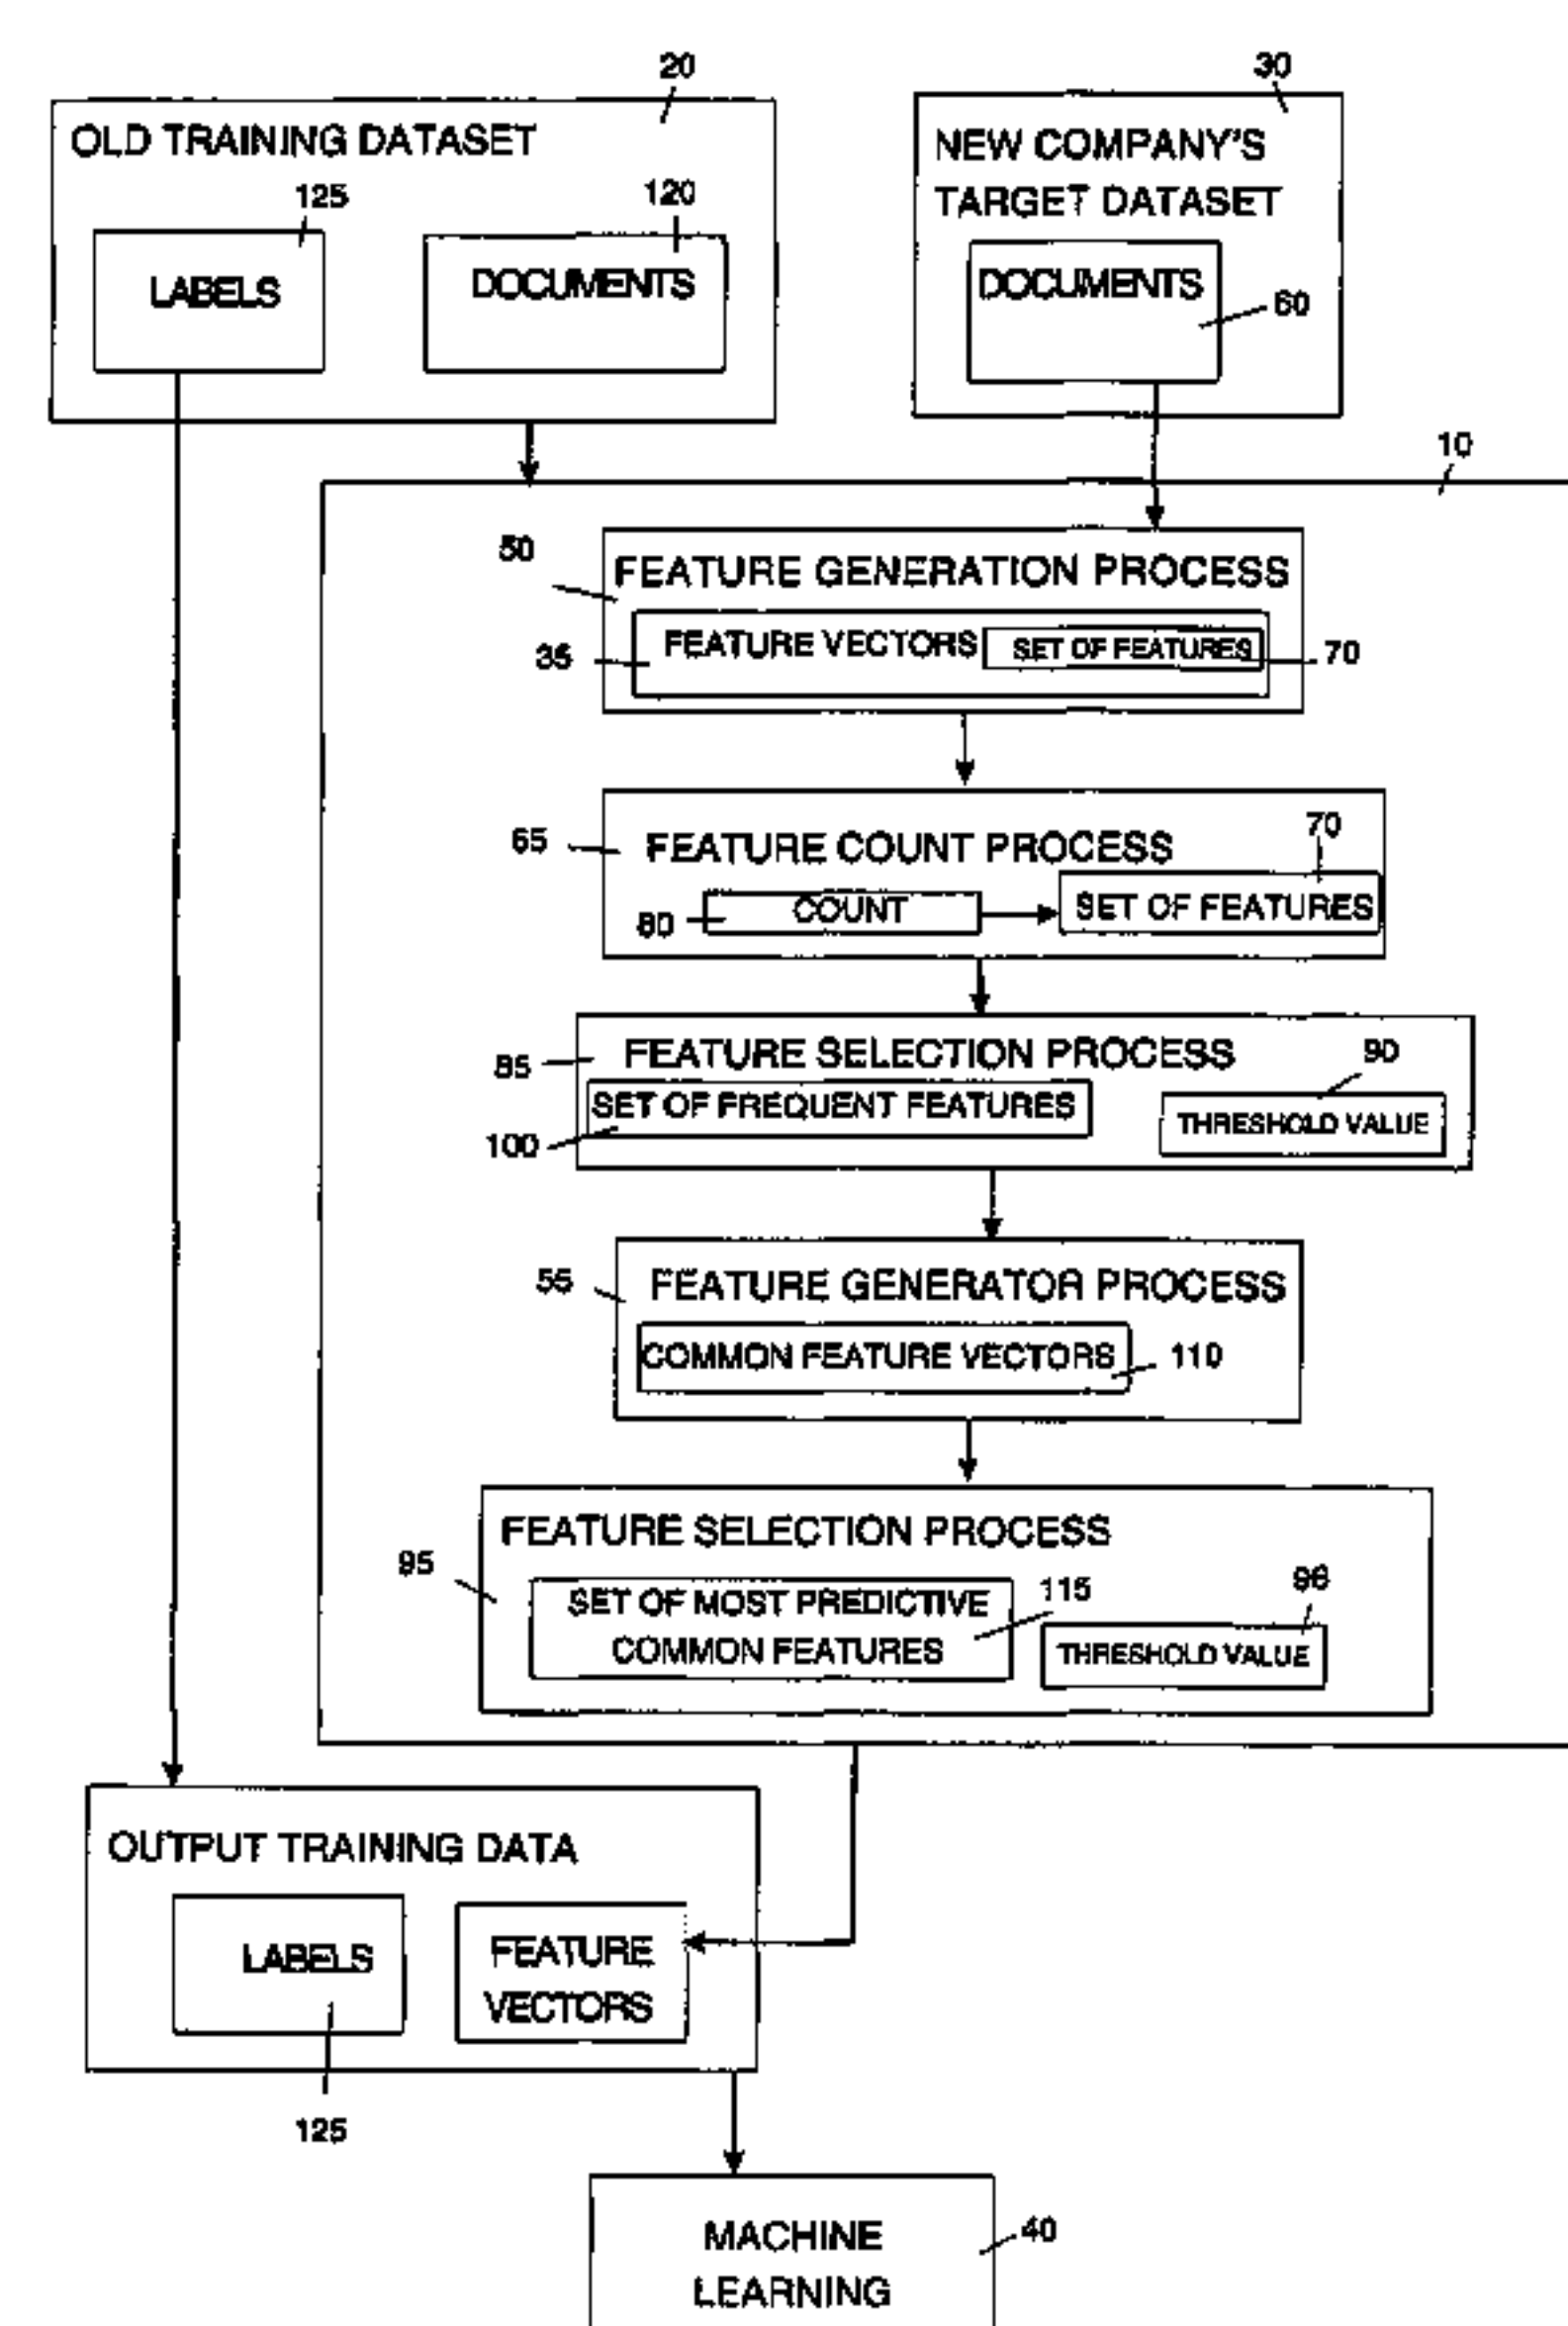 20
30
OLD TRAINING DATASET
NEW COMPANY'S
TARGET DATASET
125
120
LABELS
DOCUMENTS
DOCUMENTS
60
10
50
FEATURE GENERATION PROCESS
35
FEATURE VECTORS
SET OF FEATURES
70
65
FEATURE COUNT PROCESS
70
80
COUNT
SET OF FEATURES
85
FEATURE SELECTION PROCESS
90
SET OF FREQUENT FEATURES
THRESHOLD VALUE
100
55
FEATURE GENERATOR PROCESS
COMMON FEATURE VECTORS
110
FEATURE SELECTION PROCESS
95
SET OF MOST PREDICTIVE
COMMON FEATURES
115
96
THRESHOLD VALUE
OUTPUT TRAINING DATA
LABELS
FEATURE
VECTORS
125
MACHINE
LEARNING
40